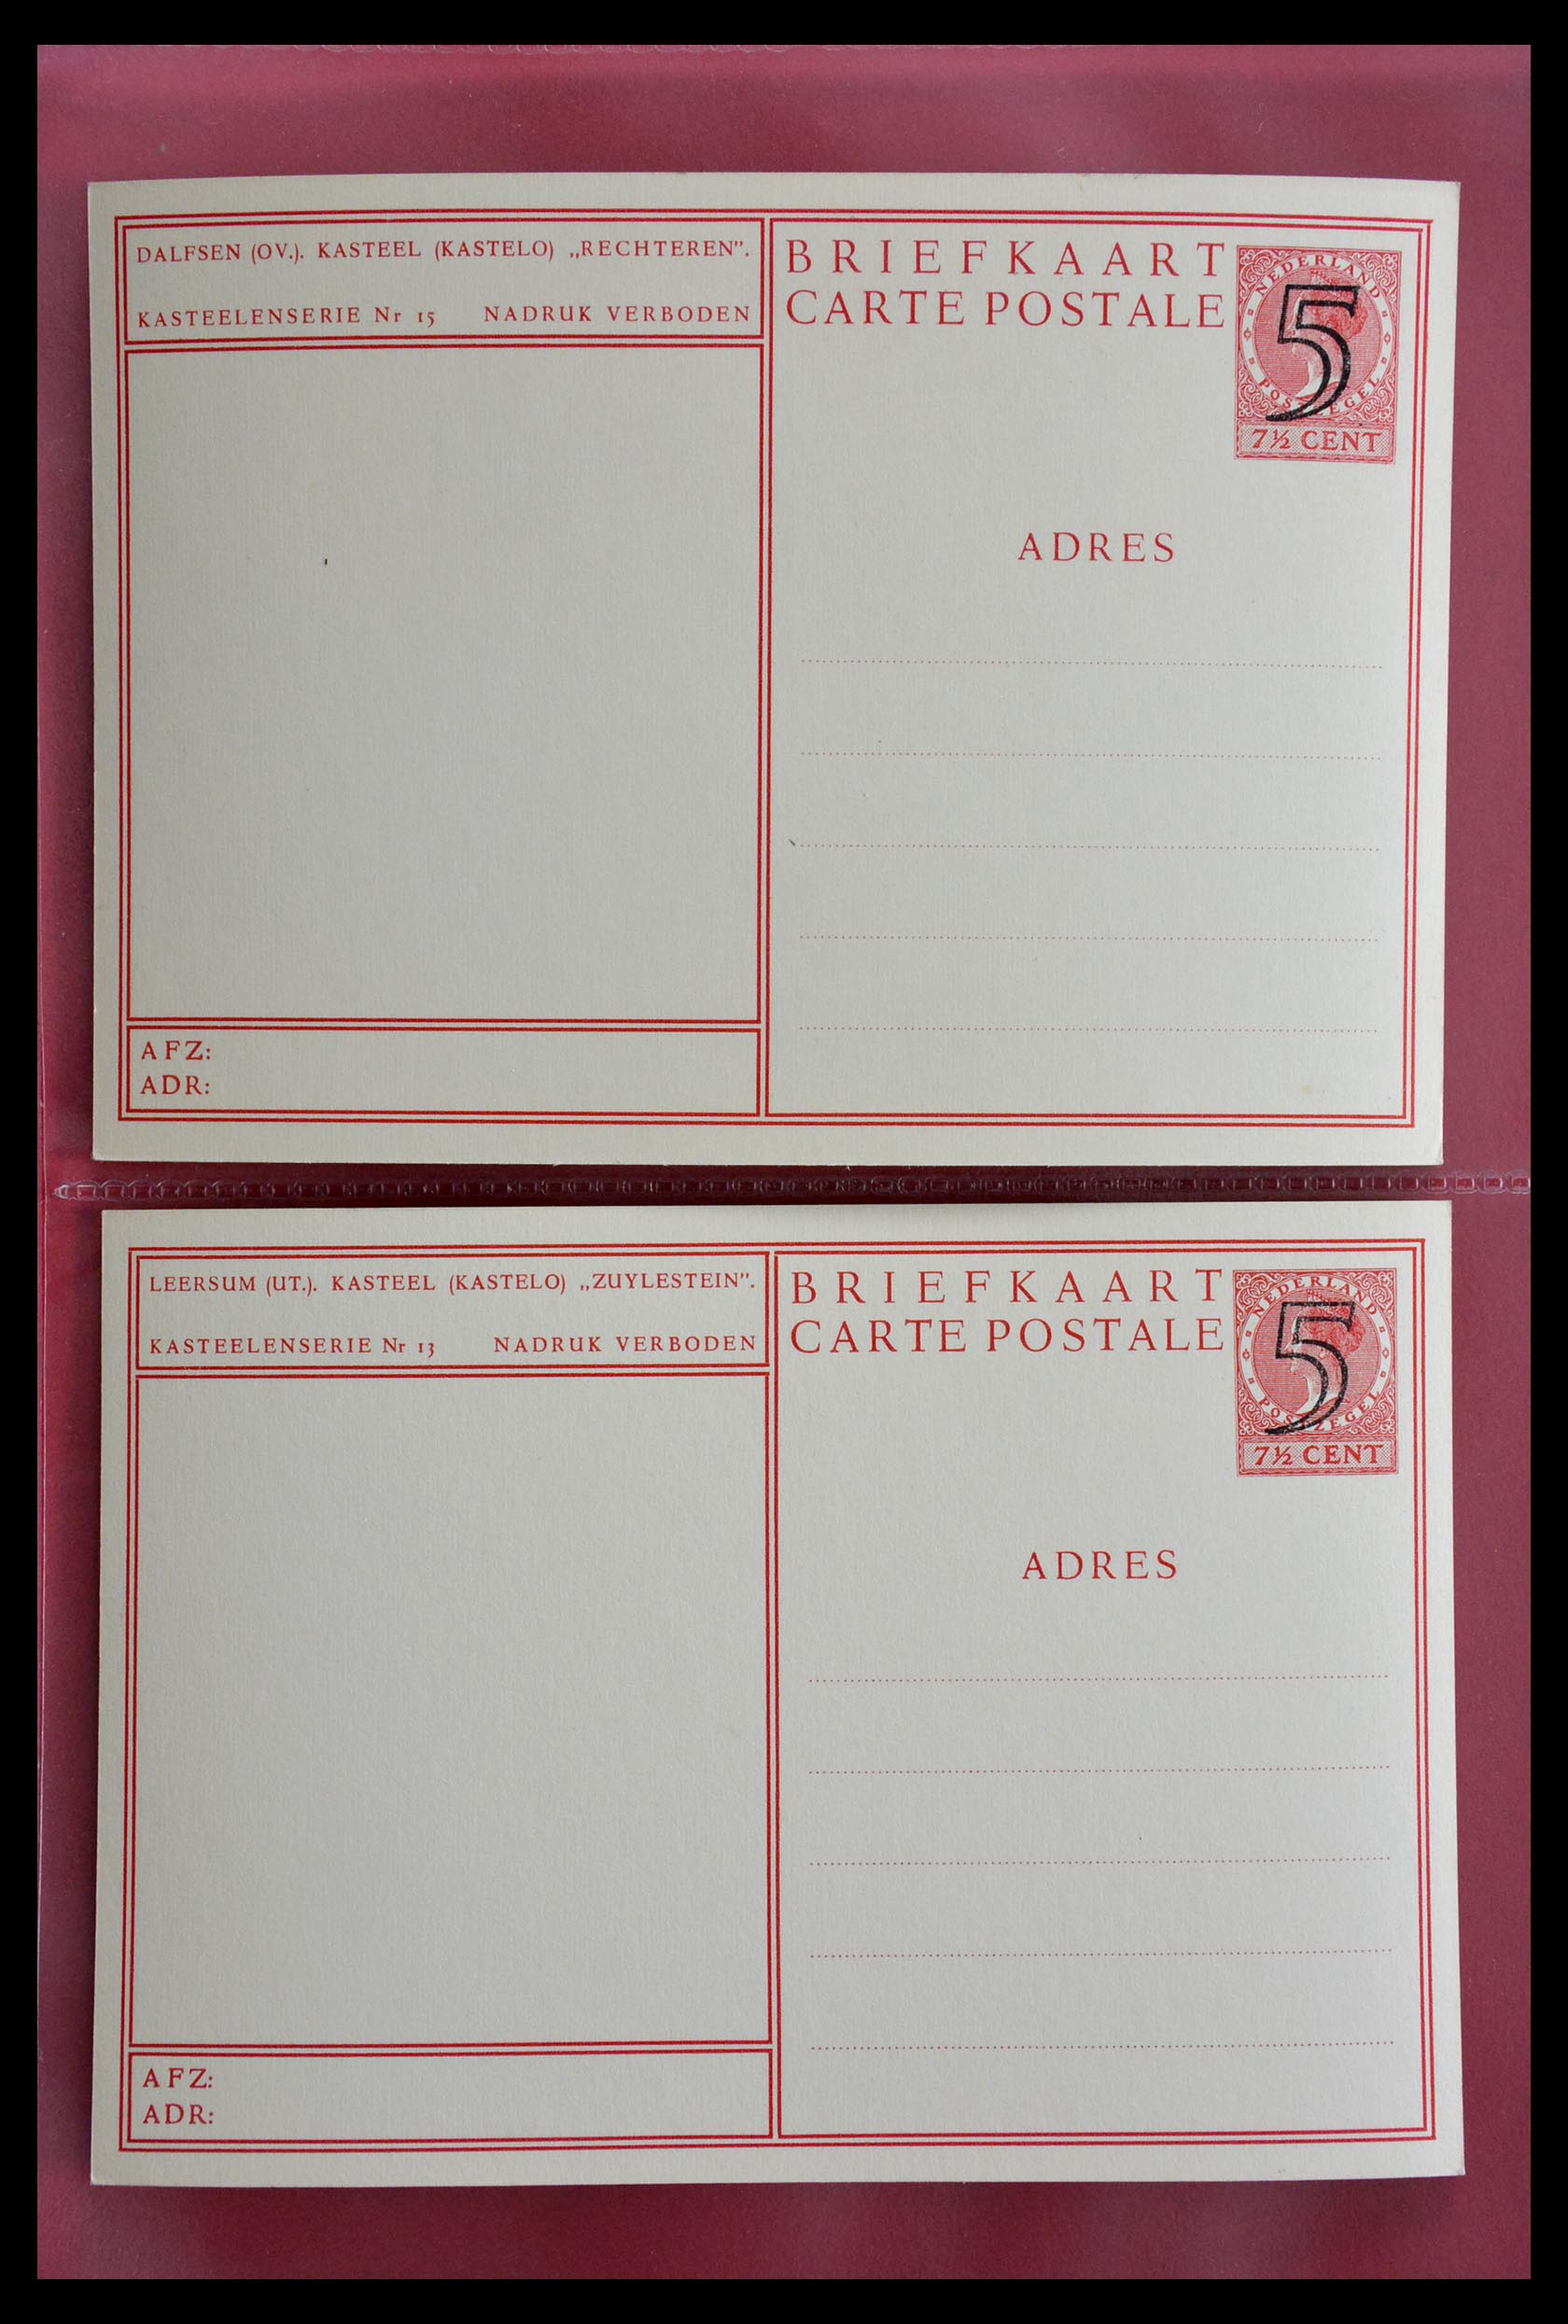 DALFSEN (OV.). KASTEEL (KASTELO) „RECHTEREN”.
KASTEELENSERIE Nr 15 NADRUK VERBODEN
BRIEFKAART
CARTE POSTALE
NEDERLAND
5
POSTZEGEL
7½ CENT
ADRES
AFZ:
ADR:
LEERSUM (UT.). KASTEEL (KASTELO) „ZUYLESTEIN”.
KASTEELENSERIE Nr 13 NADRUK VERBODEN
BRIEFKAART
CARTE POSTALE
NEDERLAND
5
POSTZEGEL
7½ CENT
ADRES
AFZ:
ADR: